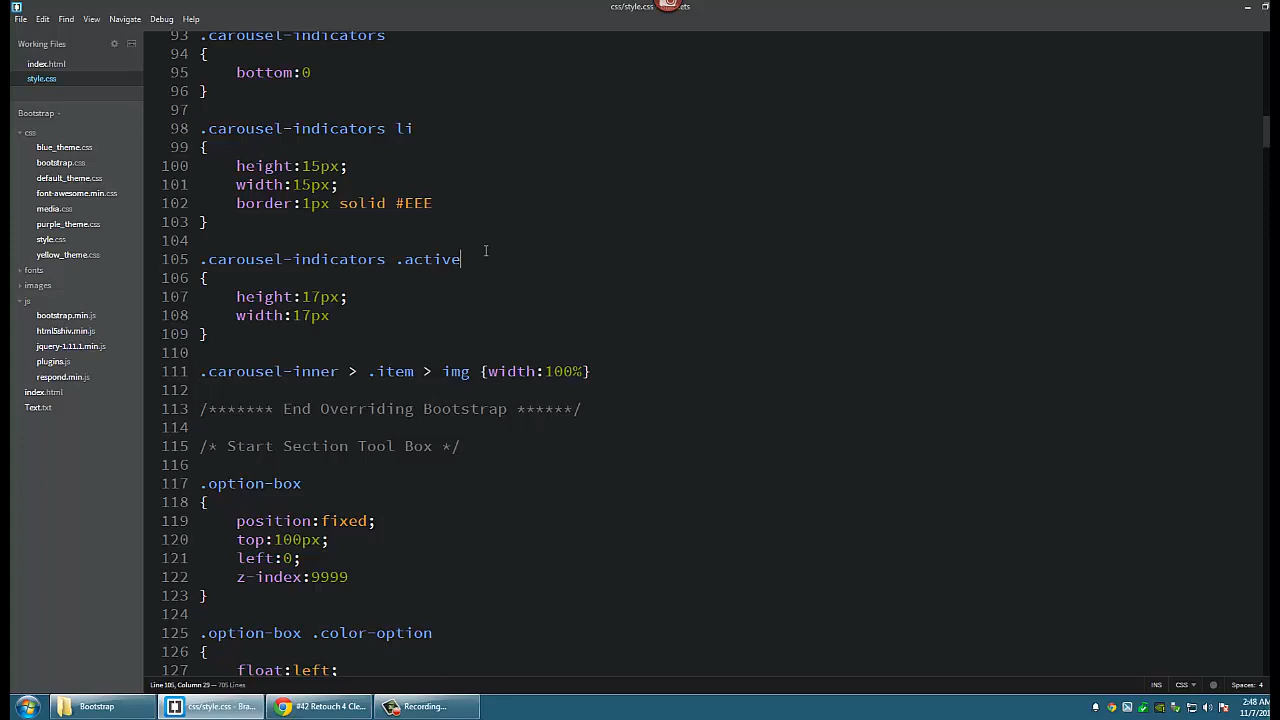 css/style.css
ets
File Edit Find View Navigate Debug Help
Working Files
index.html
style.css
Bootstrap
css
blue_theme.css
bootstrap.css
default_theme.css
font-awesome.min.css
media.css
purple_theme.css
style.css
yellow_theme.css
fonts
images
js
bootstrap.min.js
html5shiv.min.js
jquery-1.11.1.min.js
plugins.js
respond.min.js
index.html
Text.txt
93 .carousel-indicators
94 {
95 bottom:0
96 }
97
98 .carousel-indicators li
99 {
100 height:15px;
101 width:15px;
102 border:1px solid #EEE
103 }
104
105 .carousel-indicators .active
106 {
107 height:17px;
108 width:17px
109 }
110
111 .carousel-inner > .item > img {width:100%}
112
113 /******* End Overriding Bootstrap ******/
114
115 /* Start Section Tool Box */
116
117 .option-box
118 {
119 position:fixed;
120 top:100px;
121 left:0;
122 z-index:9999
123 }
124
125 .option-box .color-option
126 {
127 float:left;
Line 105, Column 29 — 705 Lines
INS CSS Spaces: 4
Bootstrap
css/style.css - Bra...
#42 Retouch 4 Cle...
Recording...
2:48 AM
11/7/201